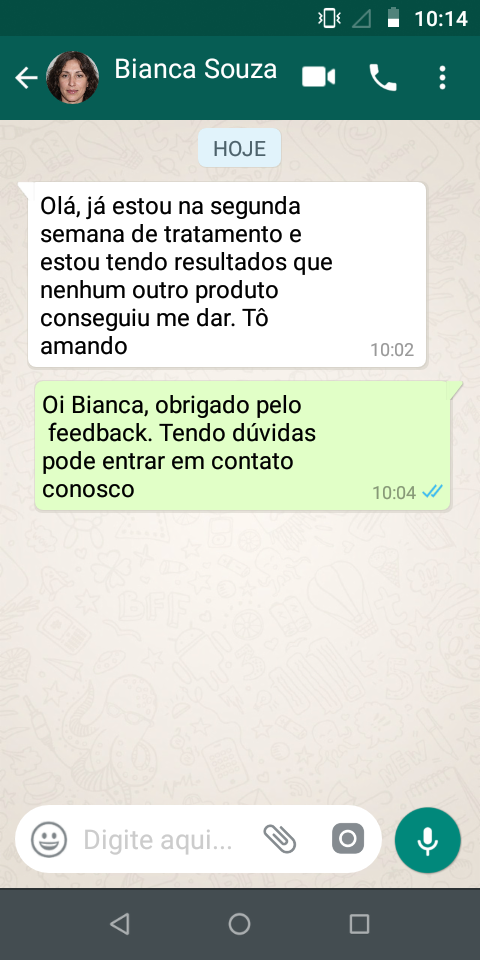 10:14
Bianca Souza
HOJE
Olá, já estou na segunda
semana de tratamento e
estou tendo resultados que
nenhum outro produto
conseguiu me dar. Tô
amando
10:02
Oi Bianca, obrigado pelo
feedback. Tendo dúvidas
pode entrar em contato
conosco
10:04
BFF
Digite aqui...